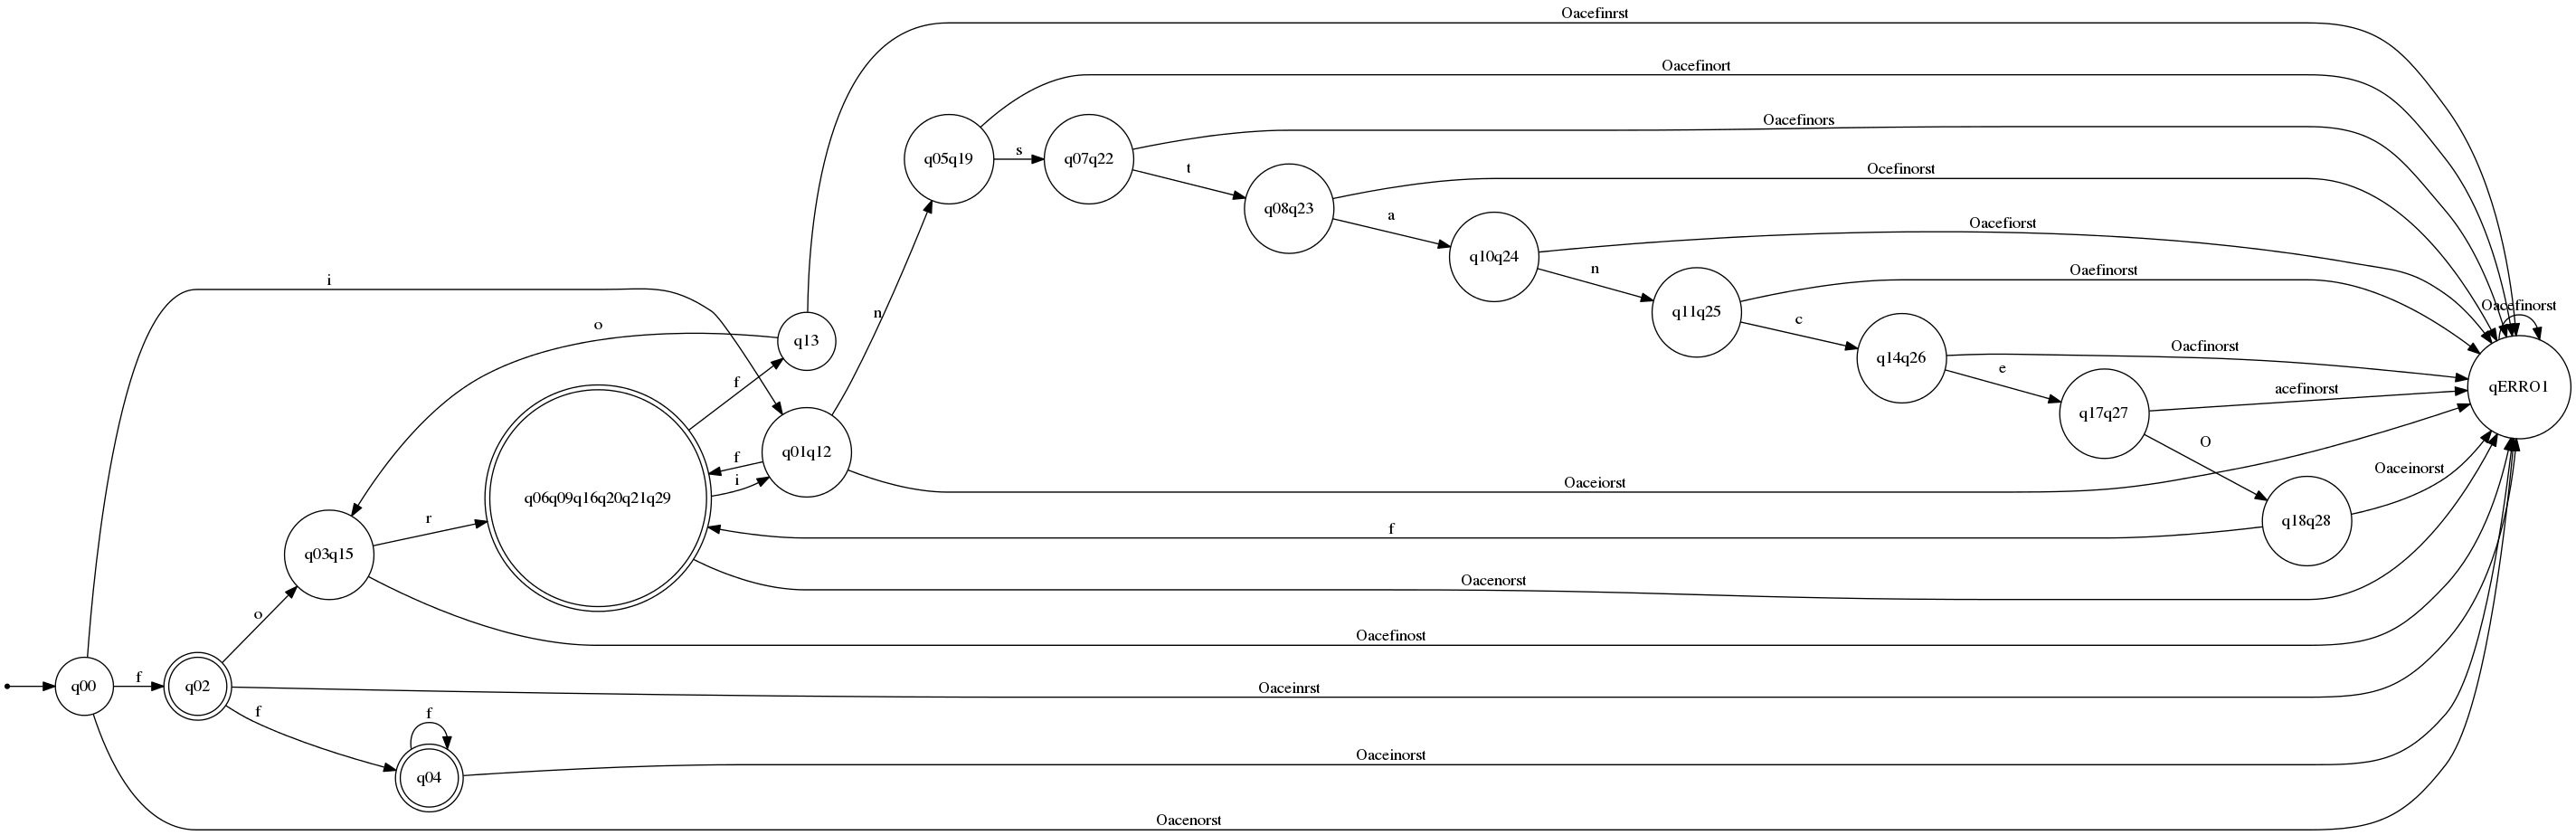 Oacefinrst
Oacefinort
Oacefinors
s
q05q19
q07q22
t
Ocefinorst
q08q23
a
Oacefiorst
q10q24
n
Oaefinorst
i
Oacefinorst
q11q25
n
c
o
q13
Oacfinorst
q14q26
e
f
acefinorst
qERRO1
q17q27
O
q01q12
f
i
Oaceiorst
Oaceinorst
q06q09q16q20q21q29
r
f
q18q28
q03q15
Oacenorst
o
Oacefinost
f
q00
q02
Oaceinrst
f
f
q04
Oaceinorst
Oacenorst